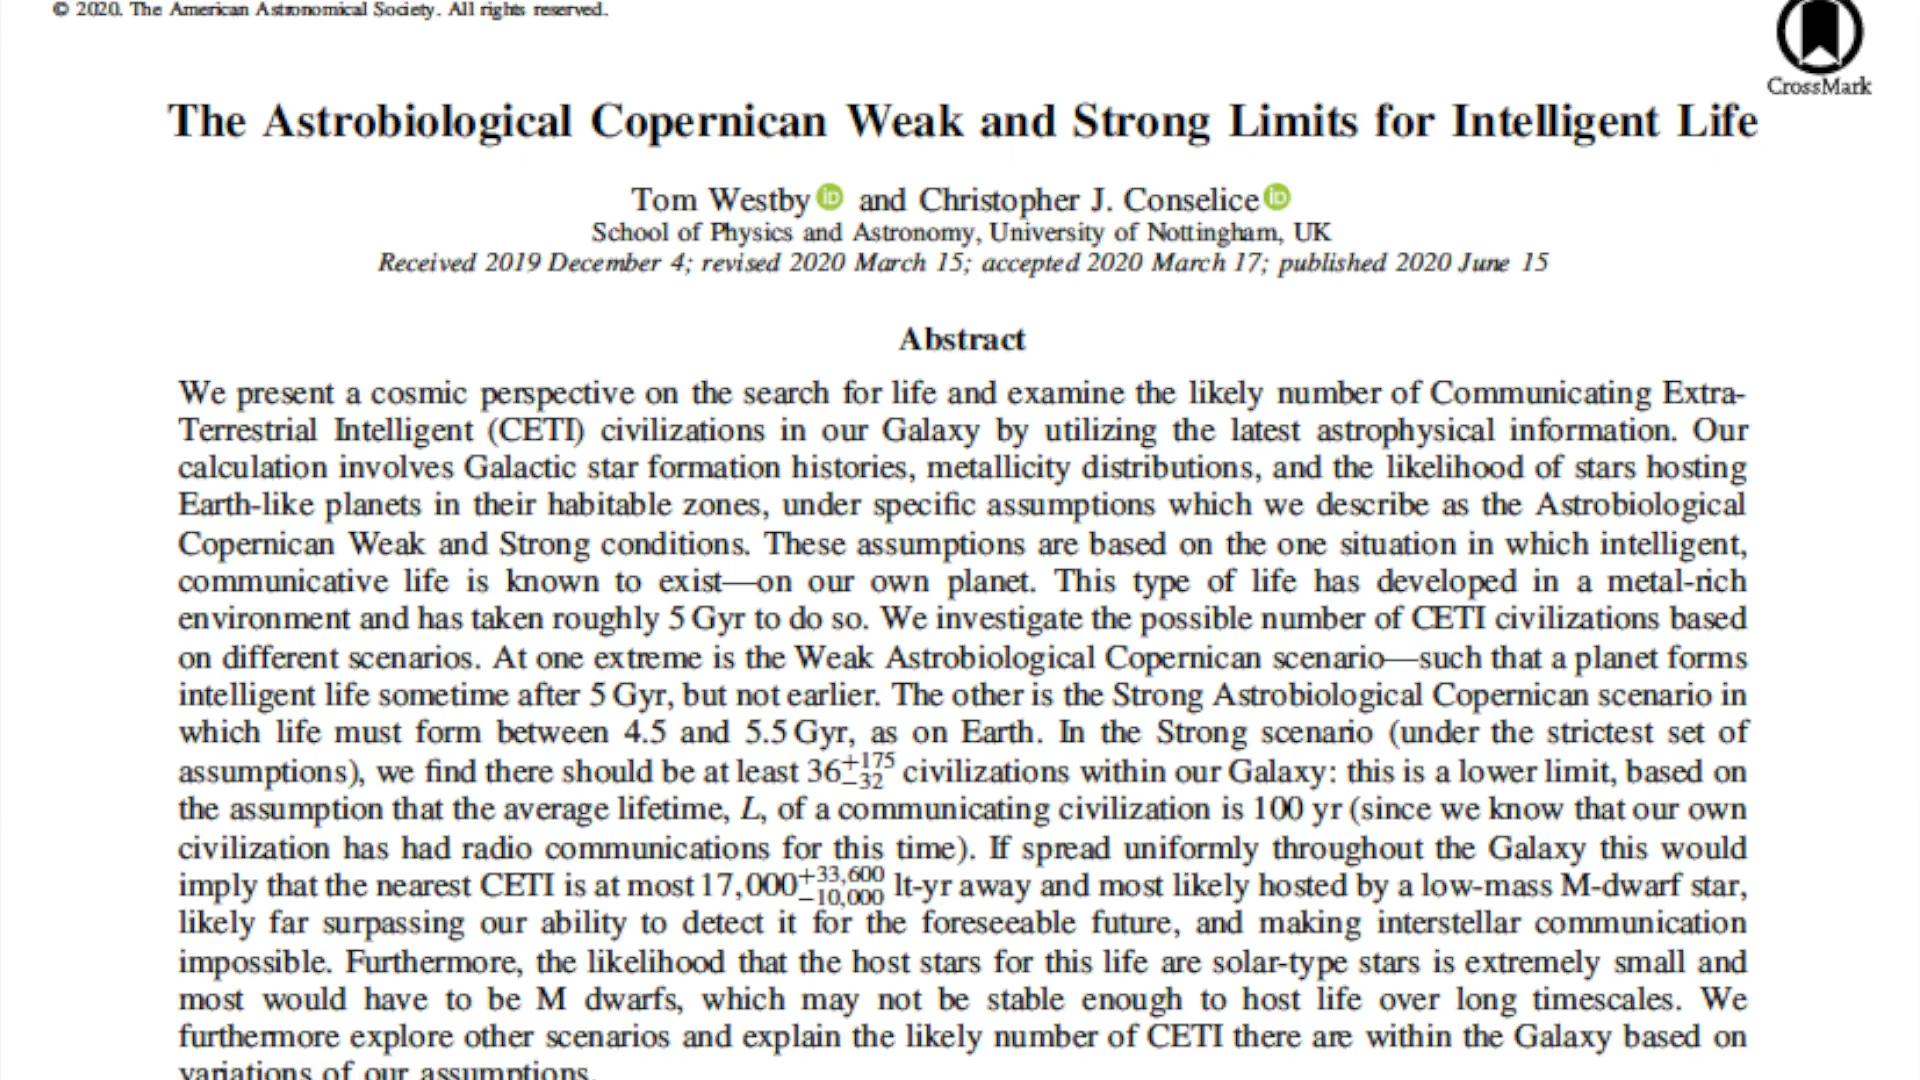 © 2020. The American Astronomical Society. All rights reserved.
CrossMark
The Astrobiological Copernican Weak and Strong Limits for Intelligent Life
Tom Westby iD and Christopher J. Conselice iD
School of Physics and Astronomy, University of Nottingham, UK
Received 2019 December 4; revised 2020 March 15; accepted 2020 March 17; published 2020 June 15
Abstract
We present a cosmic perspective on the search for life and examine the likely number of Communicating Extra-
Terrestrial Intelligent (CETI) civilizations in our Galaxy by utilizing the latest astrophysical information. Our
calculation involves Galactic star formation histories, metallicity distributions, and the likelihood of stars hosting
Earth-like planets in their habitable zones, under specific assumptions which we describe as the Astrobiological
Copernican Weak and Strong conditions. These assumptions are based on the one situation in which intelligent,
communicative life is known to exist—on our own planet. This type of life has developed in a metal-rich
environment and has taken roughly 5 Gyr to do so. We investigate the possible number of CETI civilizations based
on different scenarios. At one extreme is the Weak Astrobiological Copernican scenario—such that a planet forms
intelligent life sometime after 5 Gyr, but not earlier. The other is the Strong Astrobiological Copernican scenario in
which life must form between 4.5 and 5.5 Gyr, as on Earth. In the Strong scenario (under the strictest set of
assumptions), we find there should be at least 36+175−32 civilizations within our Galaxy: this is a lower limit, based on
the assumption that the average lifetime, L, of a communicating civilization is 100 yr (since we know that our own
civilization has had radio communications for this time). If spread uniformly throughout the Galaxy this would
imply that the nearest CETI is at most 17,000+33,600−10,000 lt-yr away and most likely hosted by a low-mass M-dwarf star,
likely far surpassing our ability to detect it for the foreseeable future, and making interstellar communication
impossible. Furthermore, the likelihood that the host stars for this life are solar-type stars is extremely small and
most would have to be M dwarfs, which may not be stable enough to host life over long timescales. We
furthermore explore other scenarios and explain the likely number of CETI there are within the Galaxy based on
variations of our assumptions.